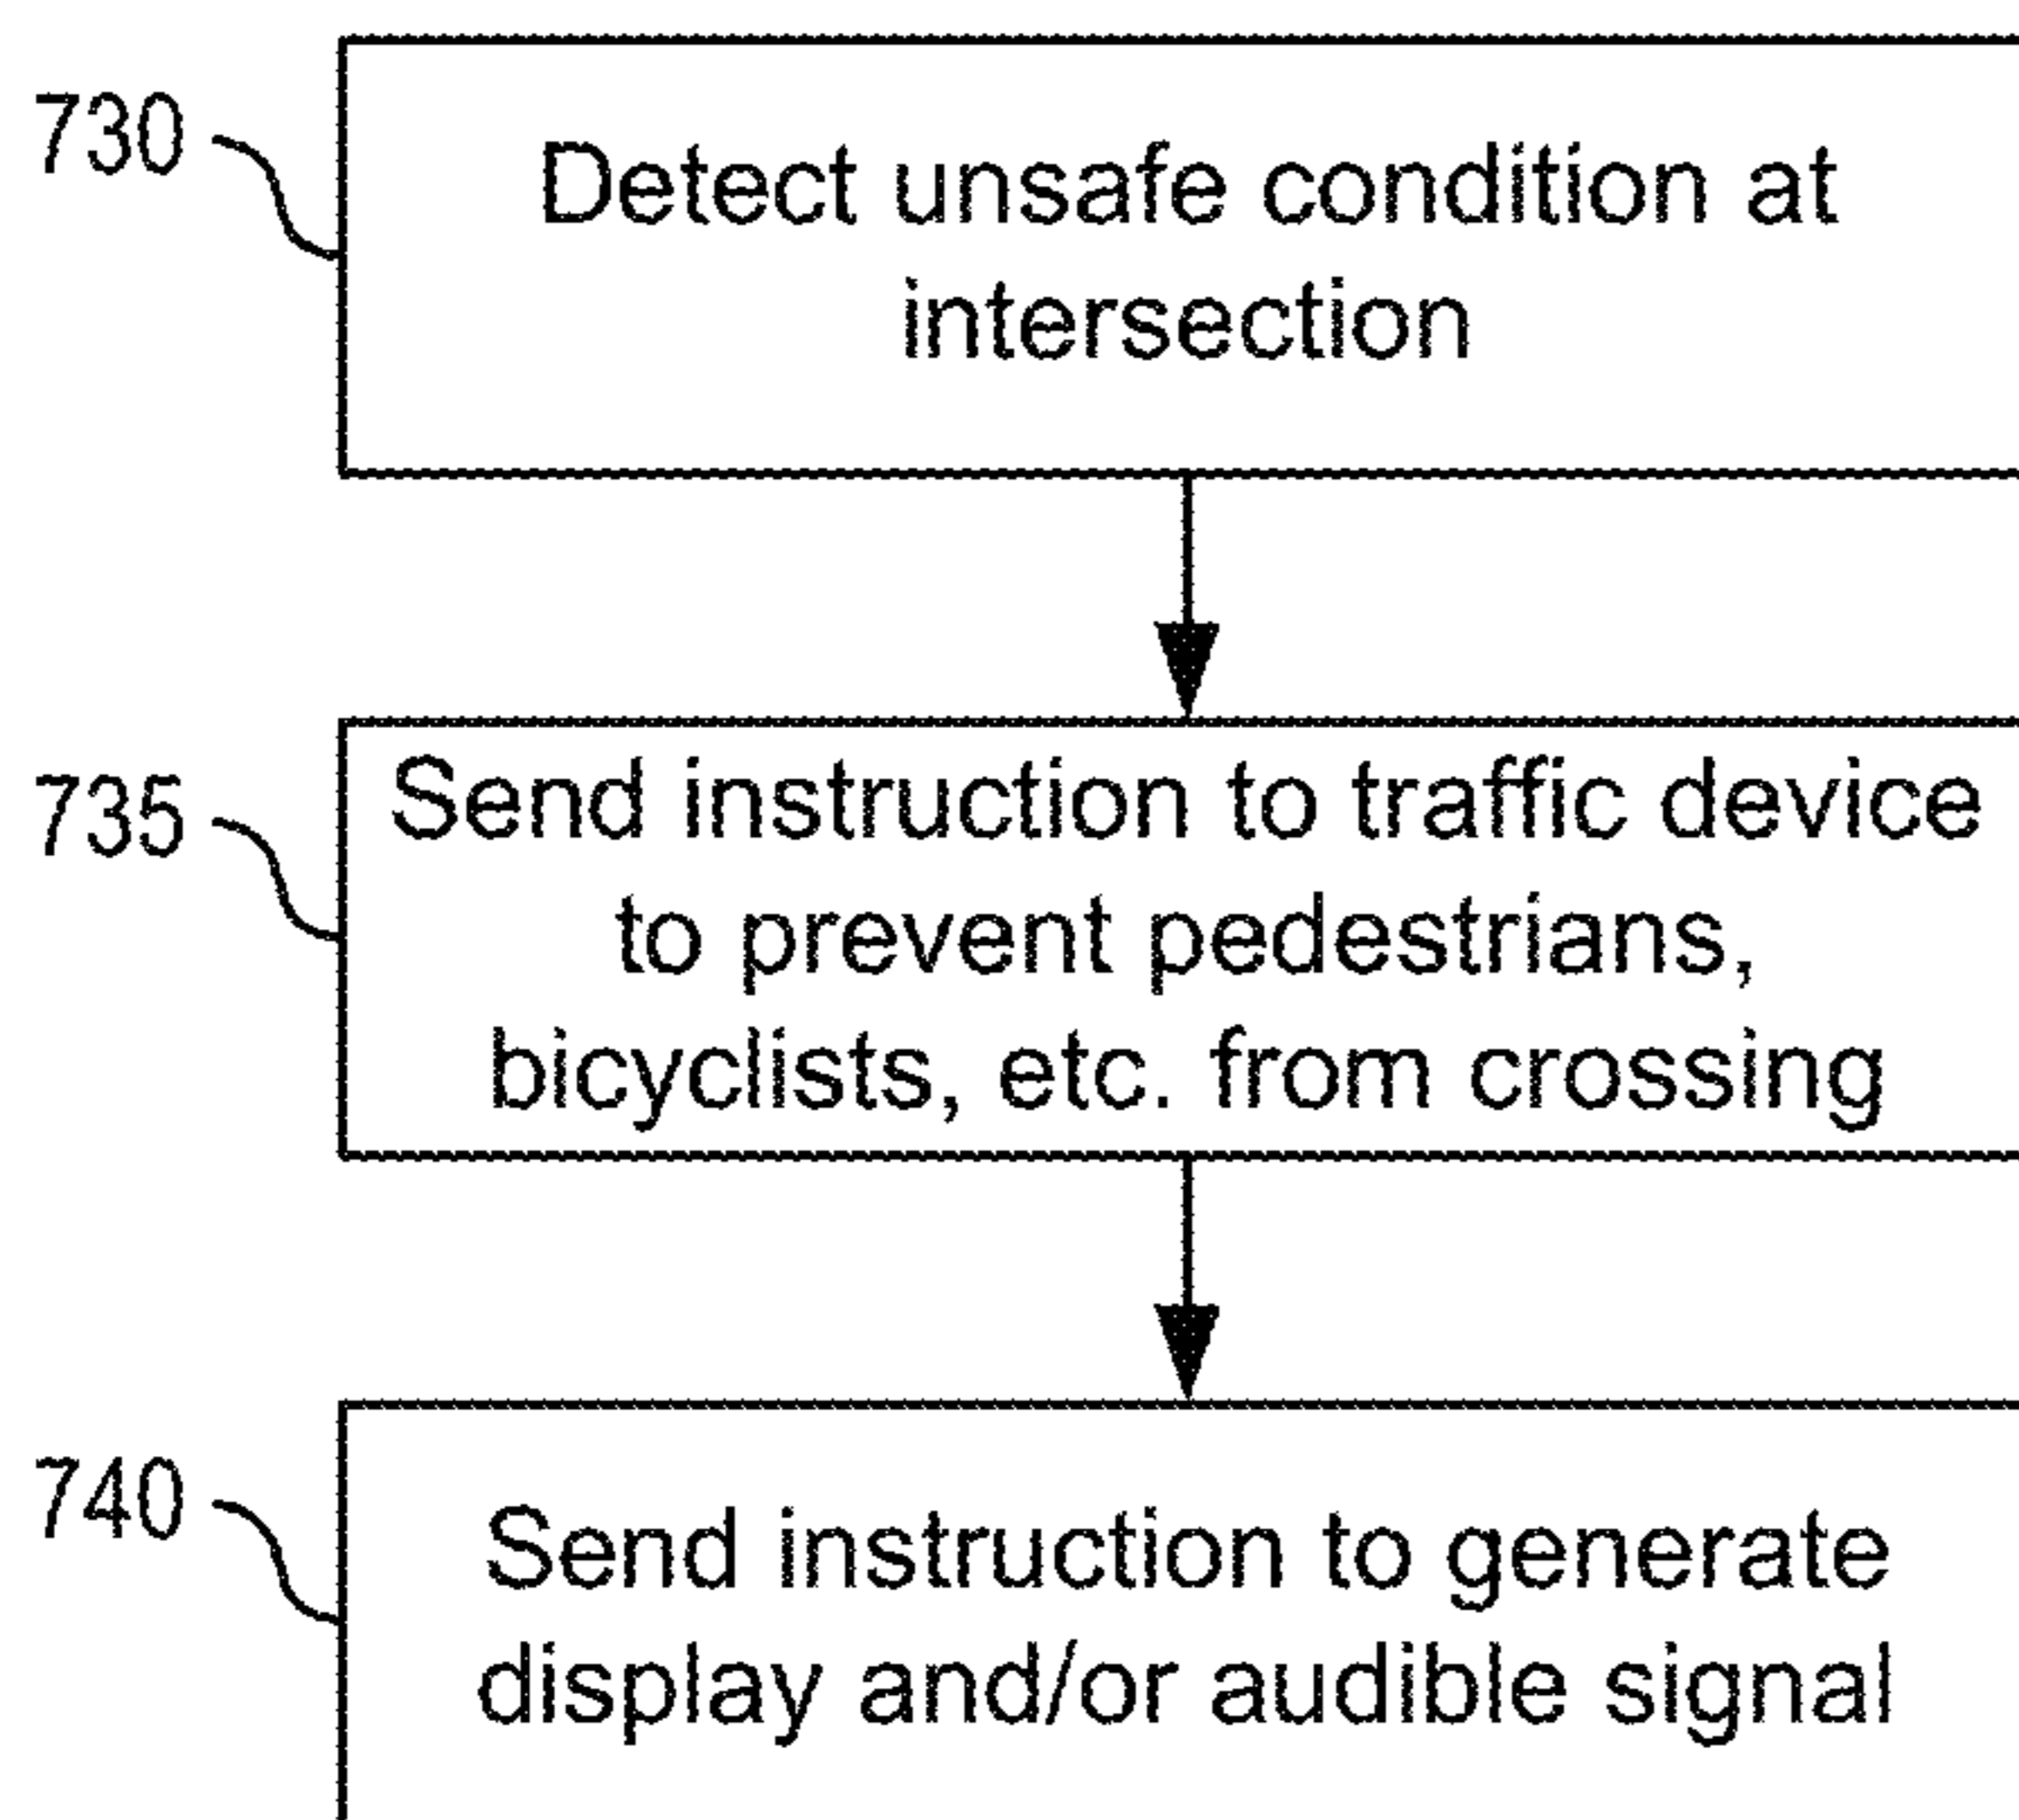 730
Detect unsafe condition at
intersection
735
Send instruction to traffic device
to prevent pedestrians,
bicyclists, etc. from crossing
740
Send instruction to generate
display and/or audible signal